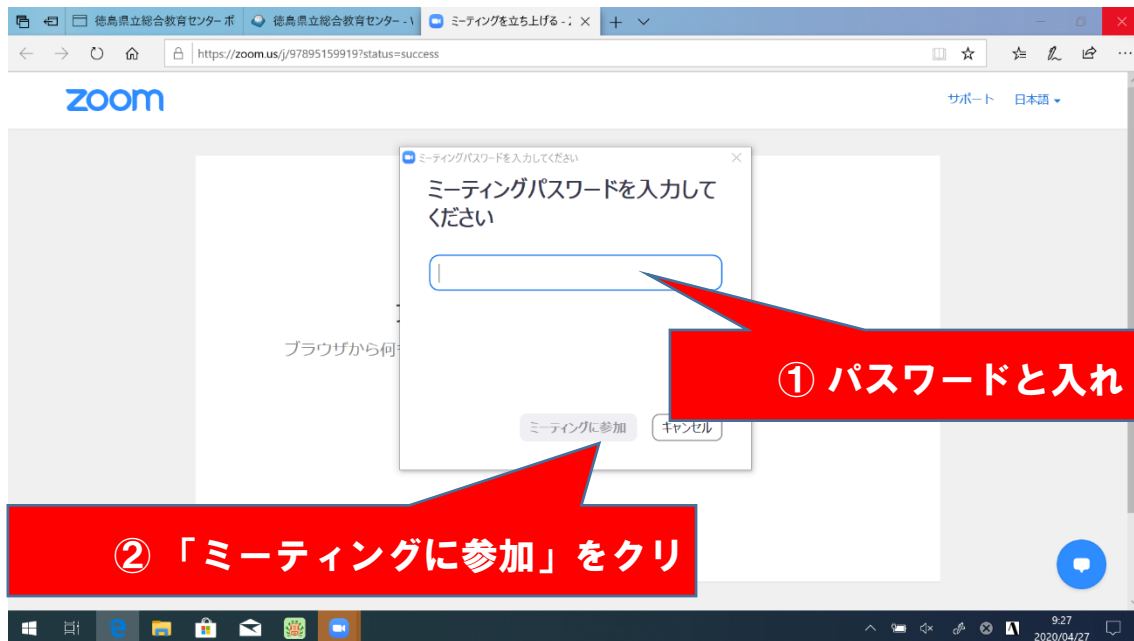 徳島県立総合教育センター ポ
徳島県立総合教育センター - \
ミーティングを立ち上げる - Z
https://zoom.us/j/97895159919?status=success
zoom
サポート 日本語
ミーティングパスワードを入力してください
ミーティングパスワードを入力して
ください
ブラウザから何
① パスワードと入れ
ミーティングに参加 キャンセル
② 「ミーティングに参加」をクリ
9:27
2020/04/27